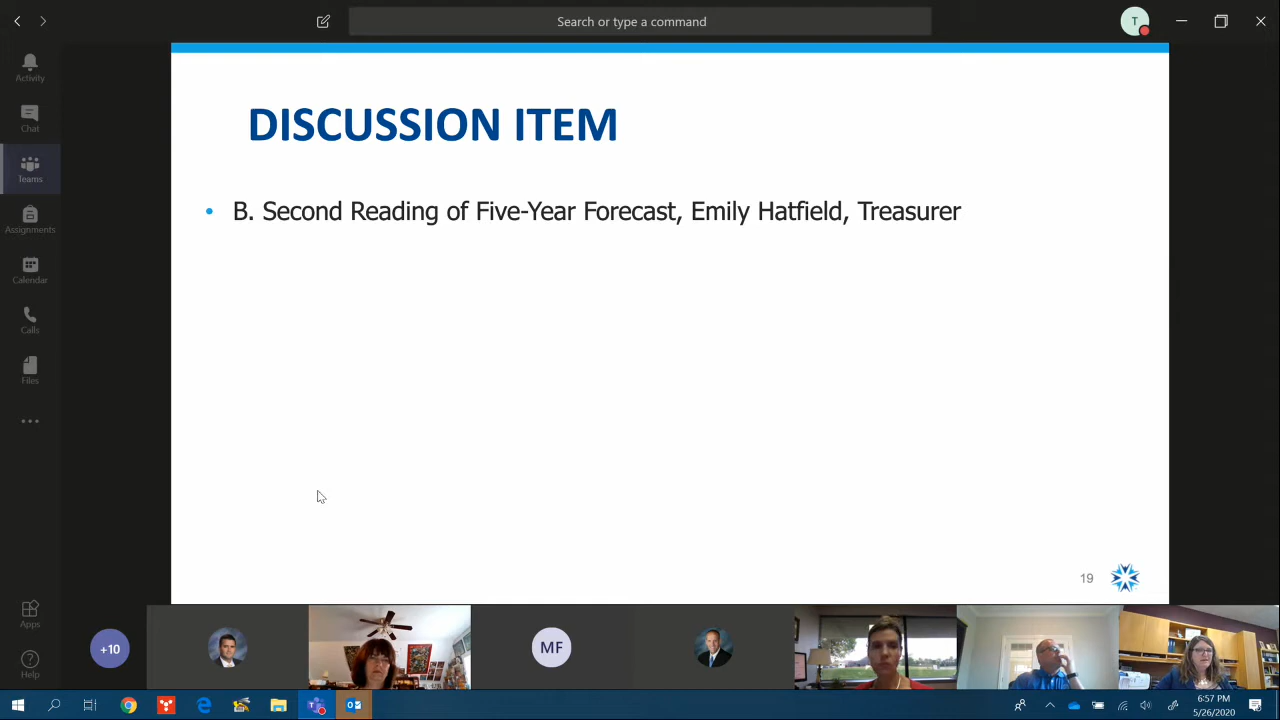 Search or type a command
T
Activity
Chat
Teams
Assignments
Calendar
Calls
Files
Apps
Help
DISCUSSION ITEM
• B. Second Reading of Five-Year Forecast, Emily Hatfield, Treasurer
19
+10
MF
6:57 PM
5/26/2020